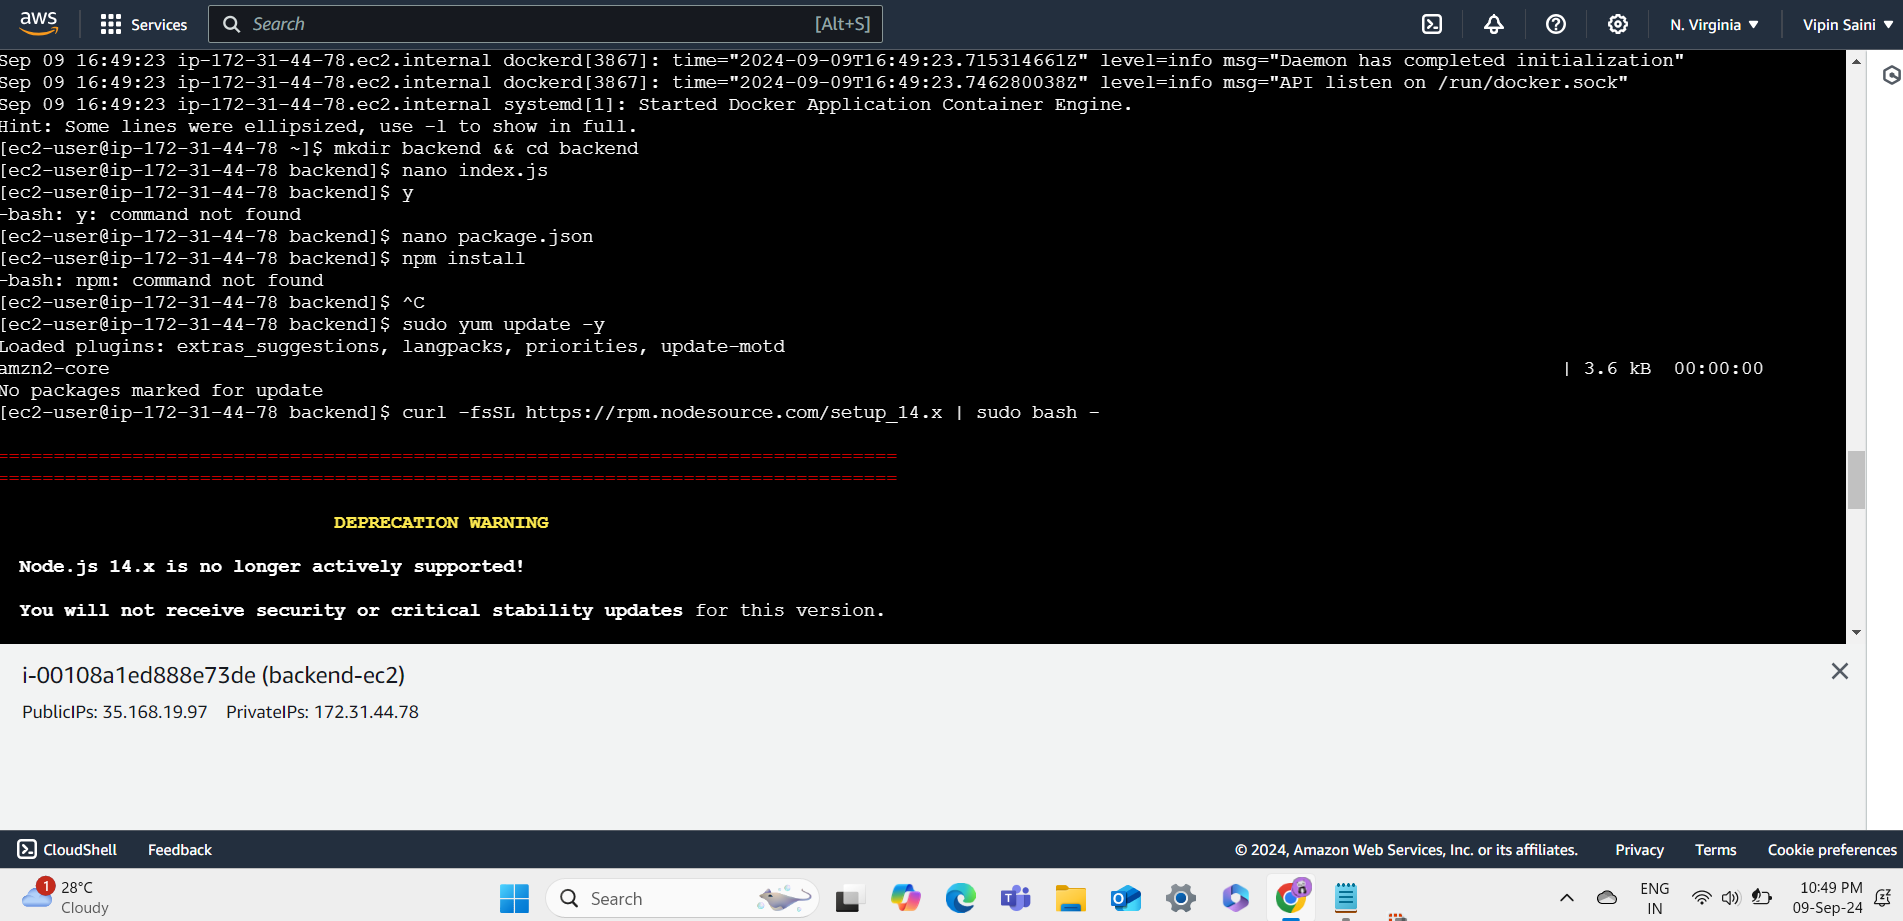 aws
Services
Search
[Alt+S]
N. Virginia
Vipin Saini
Sep 09 16:49:23 ip-172-31-44-78.ec2.internal dockerd[3867]: time="2024-09-09T16:49:23.715314661Z" level=info msg="Daemon has completed initialization"
Sep 09 16:49:23 ip-172-31-44-78.ec2.internal dockerd[3867]: time="2024-09-09T16:49:23.746280038Z" level=info msg="API listen on /run/docker.sock"
Sep 09 16:49:23 ip-172-31-44-78.ec2.internal systemd[1]: Started Docker Application Container Engine.
Hint: Some lines were ellipsized, use -l to show in full.
[ec2-user@ip-172-31-44-78 ~]$ mkdir backend && cd backend
[ec2-user@ip-172-31-44-78 backend]$ nano index.js
[ec2-user@ip-172-31-44-78 backend]$ y
-bash: y: command not found
[ec2-user@ip-172-31-44-78 backend]$ nano package.json
[ec2-user@ip-172-31-44-78 backend]$ npm install
-bash: npm: command not found
[ec2-user@ip-172-31-44-78 backend]$ ^C
[ec2-user@ip-172-31-44-78 backend]$ sudo yum update -y
Loaded plugins: extras_suggestions, langpacks, priorities, update-motd
amzn2-core | 3.6 kB 00:00:00
No packages marked for update
[ec2-user@ip-172-31-44-78 backend]$ curl -fsSL https://rpm.nodesource.com/setup_14.x | sudo bash -
================================================================================
================================================================================
DEPRECATION WARNING
Node.js 14.x is no longer actively supported!
You will not receive security or critical stability updates for this version.
i-00108a1ed888e73de (backend-ec2)
PublicIPs: 35.168.19.97 PrivateIPs: 172.31.44.78
CloudShell
Feedback
© 2024, Amazon Web Services, Inc. or its affiliates.
Privacy
Terms
Cookie preferences
1
28°C
Cloudy
Search
ENG
IN
10:49 PM
09-Sep-24